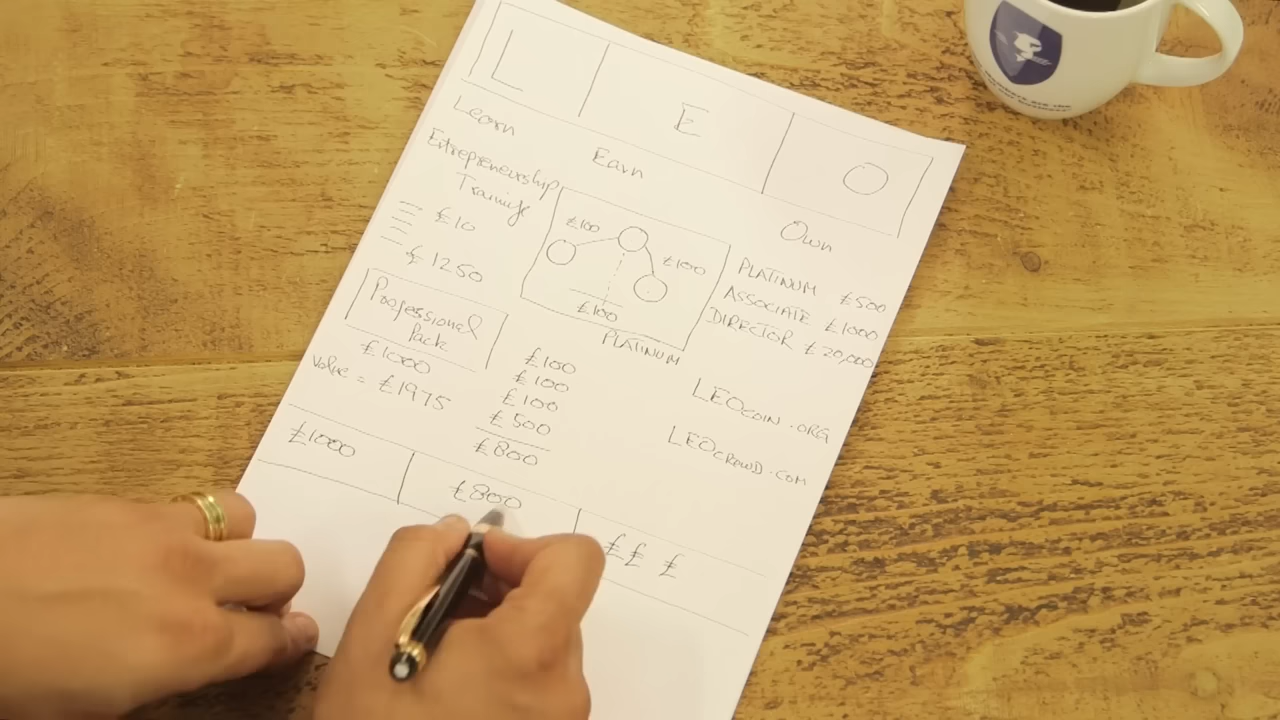 L
E
O
Learn
Earn
Own
Entrepreneurship
Training
£10
£1250
Professional
Pack
£1000
Value = £1975
£100
£100
£100
PLATINUM
£100
£100
£100
£500
£800
PLATINUM £500
ASSOCIATE £1000
DIRECTOR £20,000
LEOCOIN.ORG
LEOCROWD.COM
£1000
£800
£ £ £